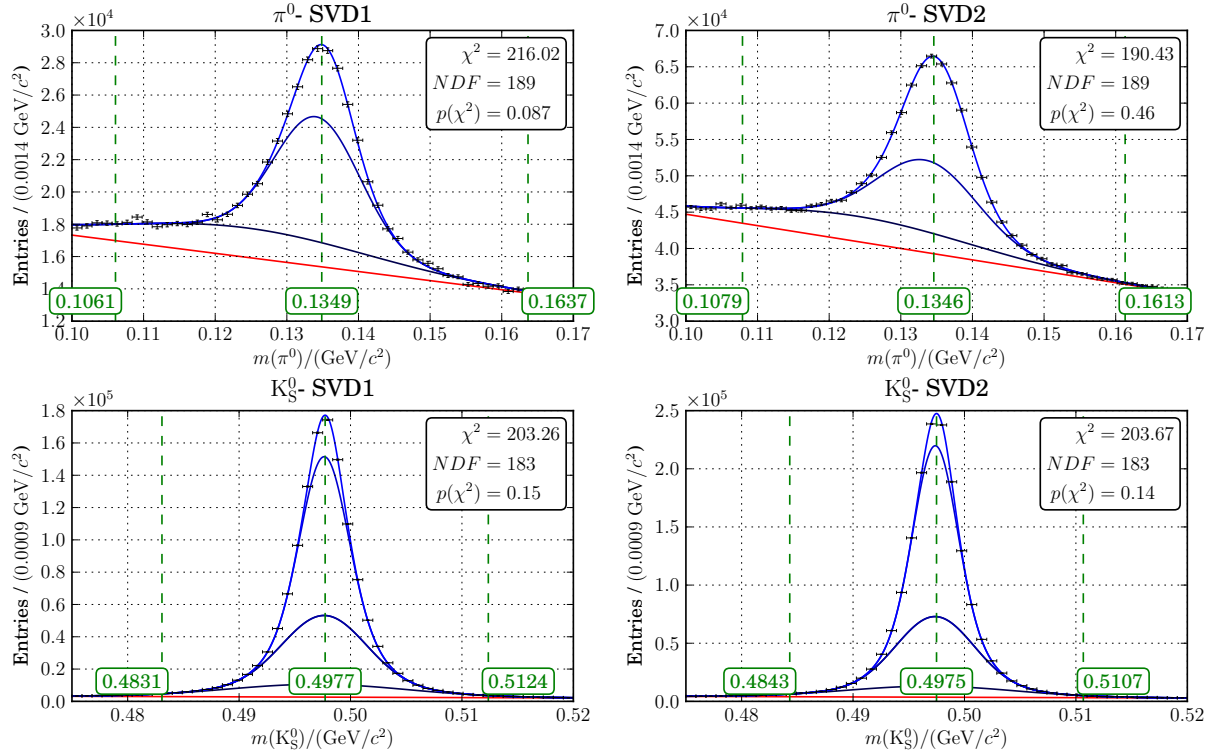 π⁰- SVD1
×10⁴
Entries / (0.0014 GeV/c²)
3.0
2.8
2.6
2.4
2.2
2.0
1.8
1.6
1.4
1.2
χ² = 216.02
NDF = 189
p(χ²) = 0.087
0.1061 0.1349 0.1637
0.10 0.11 0.12 0.13 0.14 0.15 0.16 0.17
m(π⁰)/(GeV/c²)
π⁰- SVD2
×10⁴
Entries / (0.0014 GeV/c²)
7.0
6.5
6.0
5.5
5.0
4.5
4.0
3.5
3.0
χ² = 190.43
NDF = 189
p(χ²) = 0.46
0.1079 0.1346 0.1613
0.10 0.11 0.12 0.13 0.14 0.15 0.16 0.17
m(π⁰)/(GeV/c²)
K⁰_S- SVD1
×10⁵
Entries / (0.0009 GeV/c²)
1.8
1.6
1.4
1.2
1.0
0.8
0.6
0.4
0.2
0.0
χ² = 203.26
NDF = 183
p(χ²) = 0.15
0.4831 0.4977 0.5124
0.48 0.49 0.50 0.51 0.52
m(K⁰_S)/(GeV/c²)
K⁰_S- SVD2
×10⁵
Entries / (0.0009 GeV/c²)
2.5
2.0
1.5
1.0
0.5
0.0
χ² = 203.67
NDF = 183
p(χ²) = 0.14
0.4843 0.4975 0.5107
0.48 0.49 0.50 0.51 0.52
m(K⁰_S)/(GeV/c²)